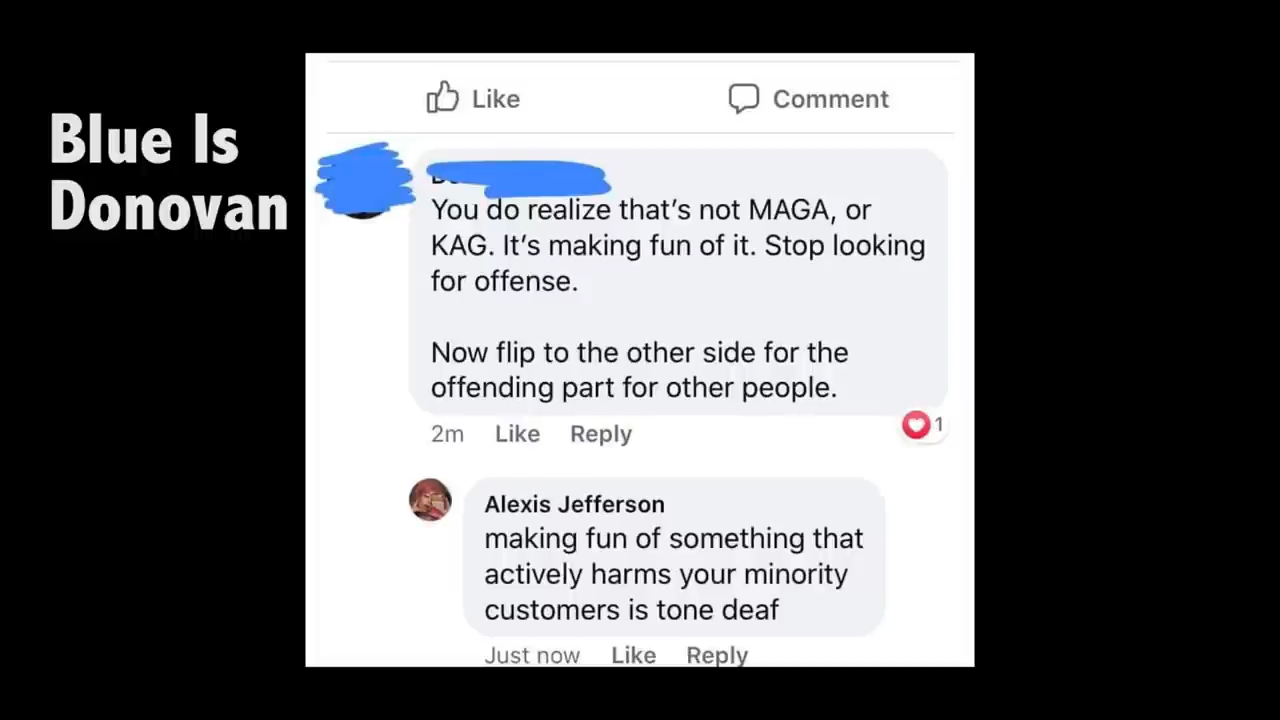 Blue Is
Donovan
Like
Comment
You do realize that's not MAGA, or
KAG. It's making fun of it. Stop looking
for offense.
Now flip to the other side for the
offending part for other people.
2m Like Reply
1
Alexis Jefferson
making fun of something that
actively harms your minority
customers is tone deaf
Just now Like Reply